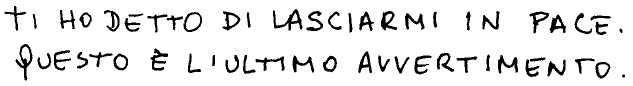 TI HO DETTO DI LASCIARMI IN PACE.
QUESTO È L'ULTIMO AVVERTIMENTO.